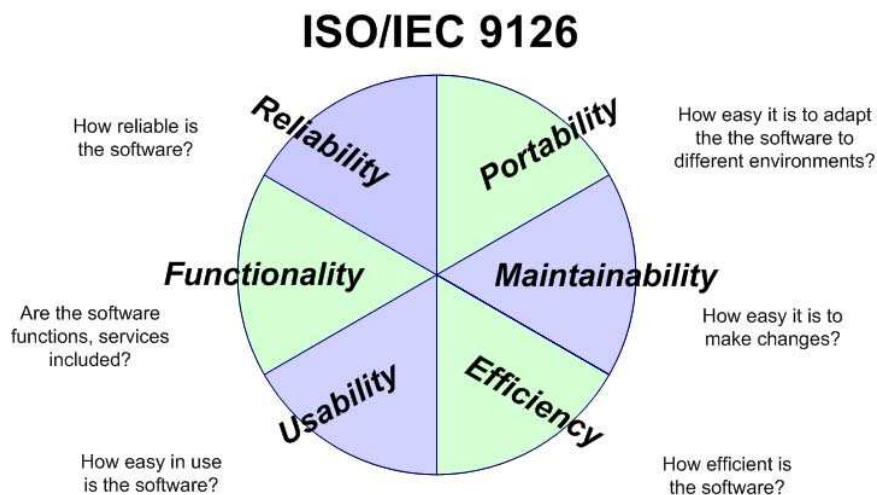 ISO/IEC 9126
Reliability
Portability
How reliable is
the software?
How easy it is to adapt
the the software to
different environments?
Functionality
Maintainability
Are the software
functions, services
included?
How easy it is to
make changes?
Usability
Efficiency
How easy in use
is the software?
How efficient is
the software?